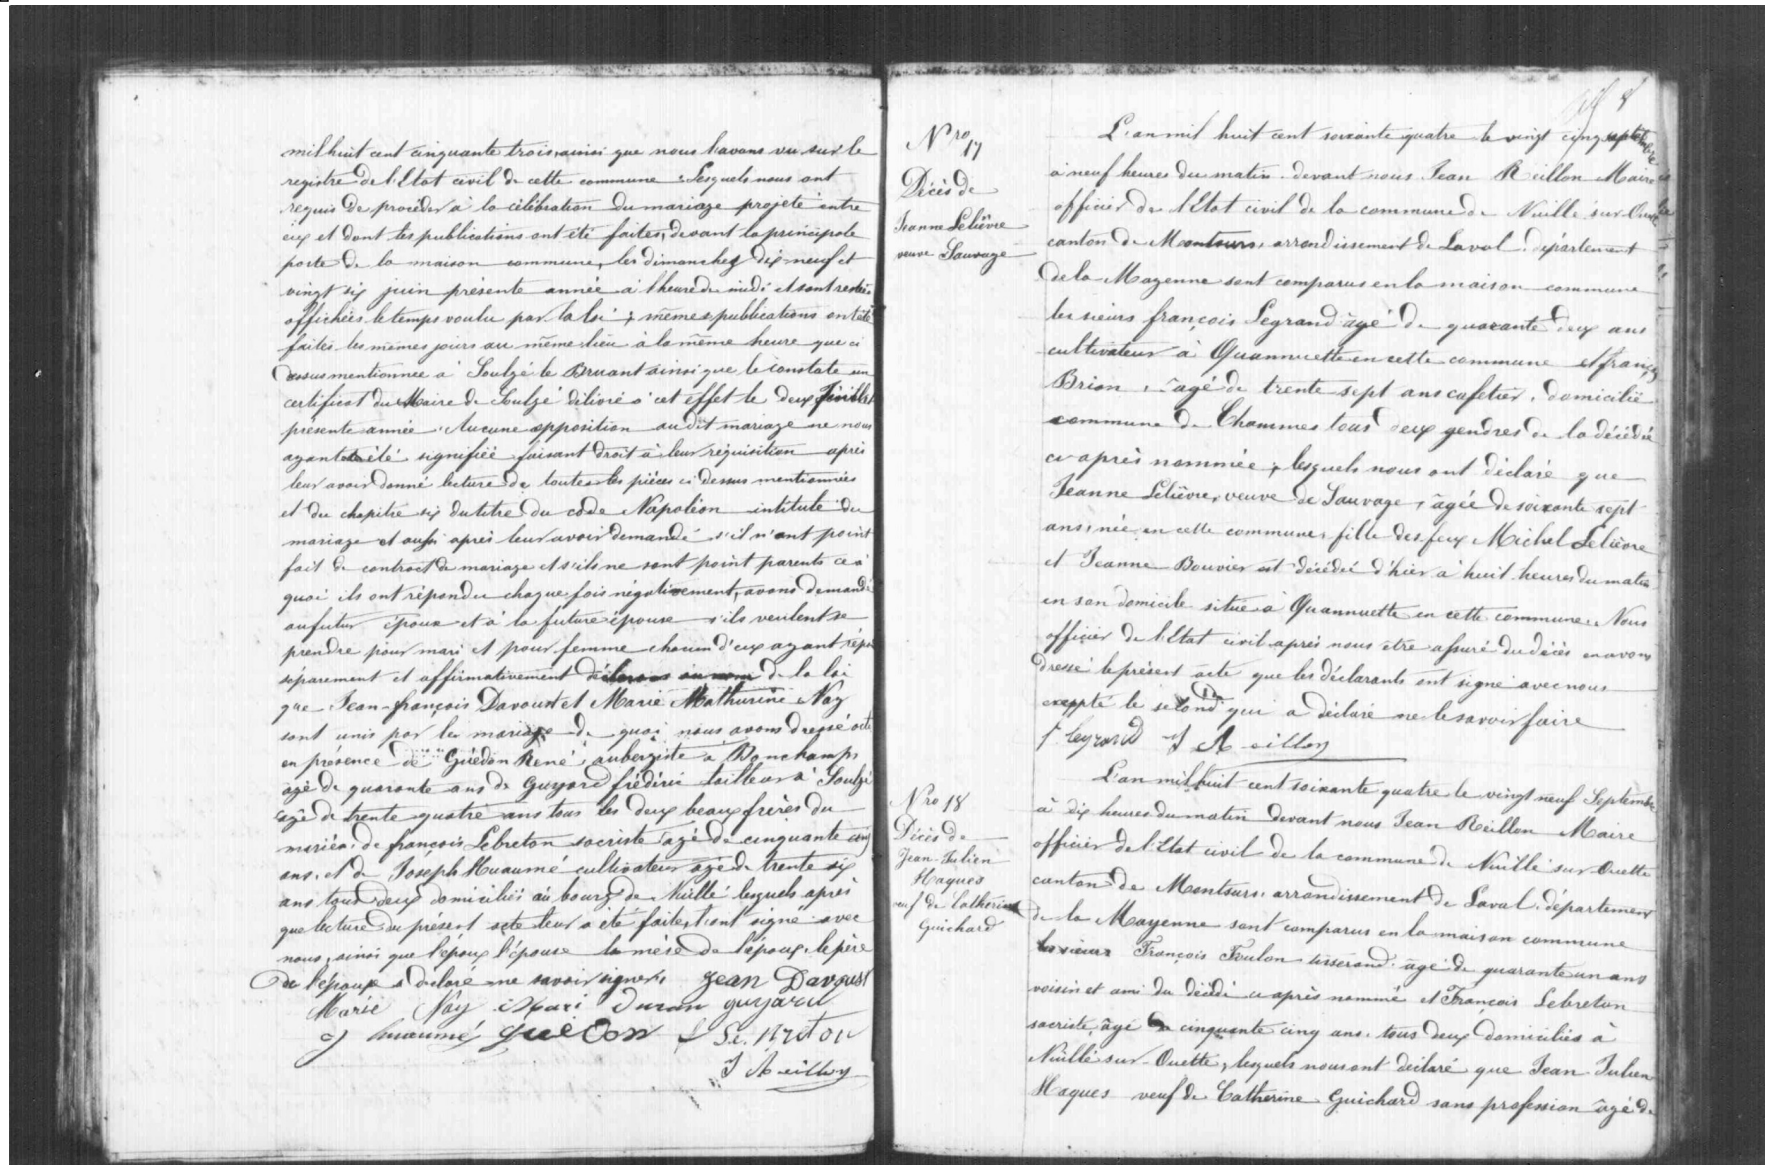 mil huit cent cinquante trois, ainsi que nous l'avons vu sur le
registre de l'Etat civil de cette commune. Lesquels nous ont
requis de procéder à la célébration du mariage projeté entre
eux et dont les publications ont été faites, devant la principale
porte de la maison commune, les dimanches dix-neuf et
vingt six juin présente année à l'heure de midi et sont restées
affichées le temps voulu par la loi ; mêmes publications ont été
faites les mêmes jours au même lieu à la même heure que ci
dessus mentionnée à Soulgé le Bruant ainsi que le constate un
certificat du Maire de Soulgé délivré à cet effet le deux Juillet
présente année. Aucune opposition au dit mariage ne nous
ayant été signifiée faisant droit à leur réquisition après
leur avoir donné lecture de toutes les pièces ci dessus mentionnées
et du chapitre six du titre du code Napoléon intitulé du
mariage et aussi après leur avoir demandé s'il n'ont point
fait de contract de mariage et s'ils ne sont point parents ce à
quoi ils ont répondu chaque fois négativement, avons demandé
au futur époux et à la future épouse s'ils veulent se
prendre pour mari et pour femme chacun d'eux ayant répon
séparement et affirmativement déclarons au nom de la loi
que Jean-françois Davoust et Marie Mathurine Nay
sont unis par le mariage de quoi nous avons dressé acte
en présence de Guédon René aubergiste à Bonchamps
agé de quarante ans de Guyard frédéric tailleur à Soulgé
agé de trente quatre ans tous les deux beaux frères du
mariée. de françois Lebreton sacriste agé de cinquante cinq
ans. et de Joseph Huaumé cultivateur agé de trente six
ans tous deux domiciliés au bourg de Nuillé lesquels après
que lecture du présent acte leur a été faite, ont signé avec
nous, ainsi que l'époux l'épouse la mère de l'époux. le père
de l'épouse a déclaré ne savoir signer. Jean Davoust
Marie Nay guyard
J huaumé guédon f Le Breton
J Reillon
Nro 17
Décès de
Jeanne Lelièvre
veuve Sauvage
L'an mil huit cent soixante quatre le vingt cinq septembre
à neuf heures du matin devant nous Jean Reillon Maire
officier de l'Etat civil de la commune de Nuillé sur Ouette
canton de Montsurs, arrondissement de Laval, département
de la Mayenne sont comparus en la maison commune
les sieurs françois Legrand âgé de quarante deux ans
cultivateur à Quannuette en cette commune et françois
Brion, âgé de trente sept ans cafetier, domicilié
commune de Chammes tous deux gendres de la décédée
ci-après nommée, lesquels nous ont déclaré que
Jeanne Lelièvre, veuve de Sauvage, âgée de soixante sept
ans, née en cette commune, fille des feux Michel Lelièvre
et Jeanne Bouvier est décédée d'hier à huit heures du matin
en son domicile situé à Quannuette en cette commune. Nous
officier de l'Etat civil après nous être assuré du décès en avons
dressé le présent acte que les déclarants ont signé avec nous
excepté le second qui a déclaré ne le savoir faire
f. legrand J Reillon
Nro 18
Décès de
Jean-Julien
Haques
veuf de Catherine
Guichard
L'an mil huit cent soixante quatre le vingt neuf Septembre
à dix heures du matin devant nous Jean Reillon Maire
officier de l'Etat civil de la commune de Nuillé sur Ouette
canton de Montsurs, arrondissement de Laval, département
de la Mayenne sont comparus en la maison commune
les sieurs François Foulon tisserand âgé de quarante un ans
voisin et ami du décédé ci après nommé et François Lebreton
sacriste, âgé de cinquante cinq ans. tous deux domiciliés à
Nuillé-sur-Ouette, lesquels nous ont déclaré que Jean Julien
Haques veuf de Catherine Guichard sans profession âgé de